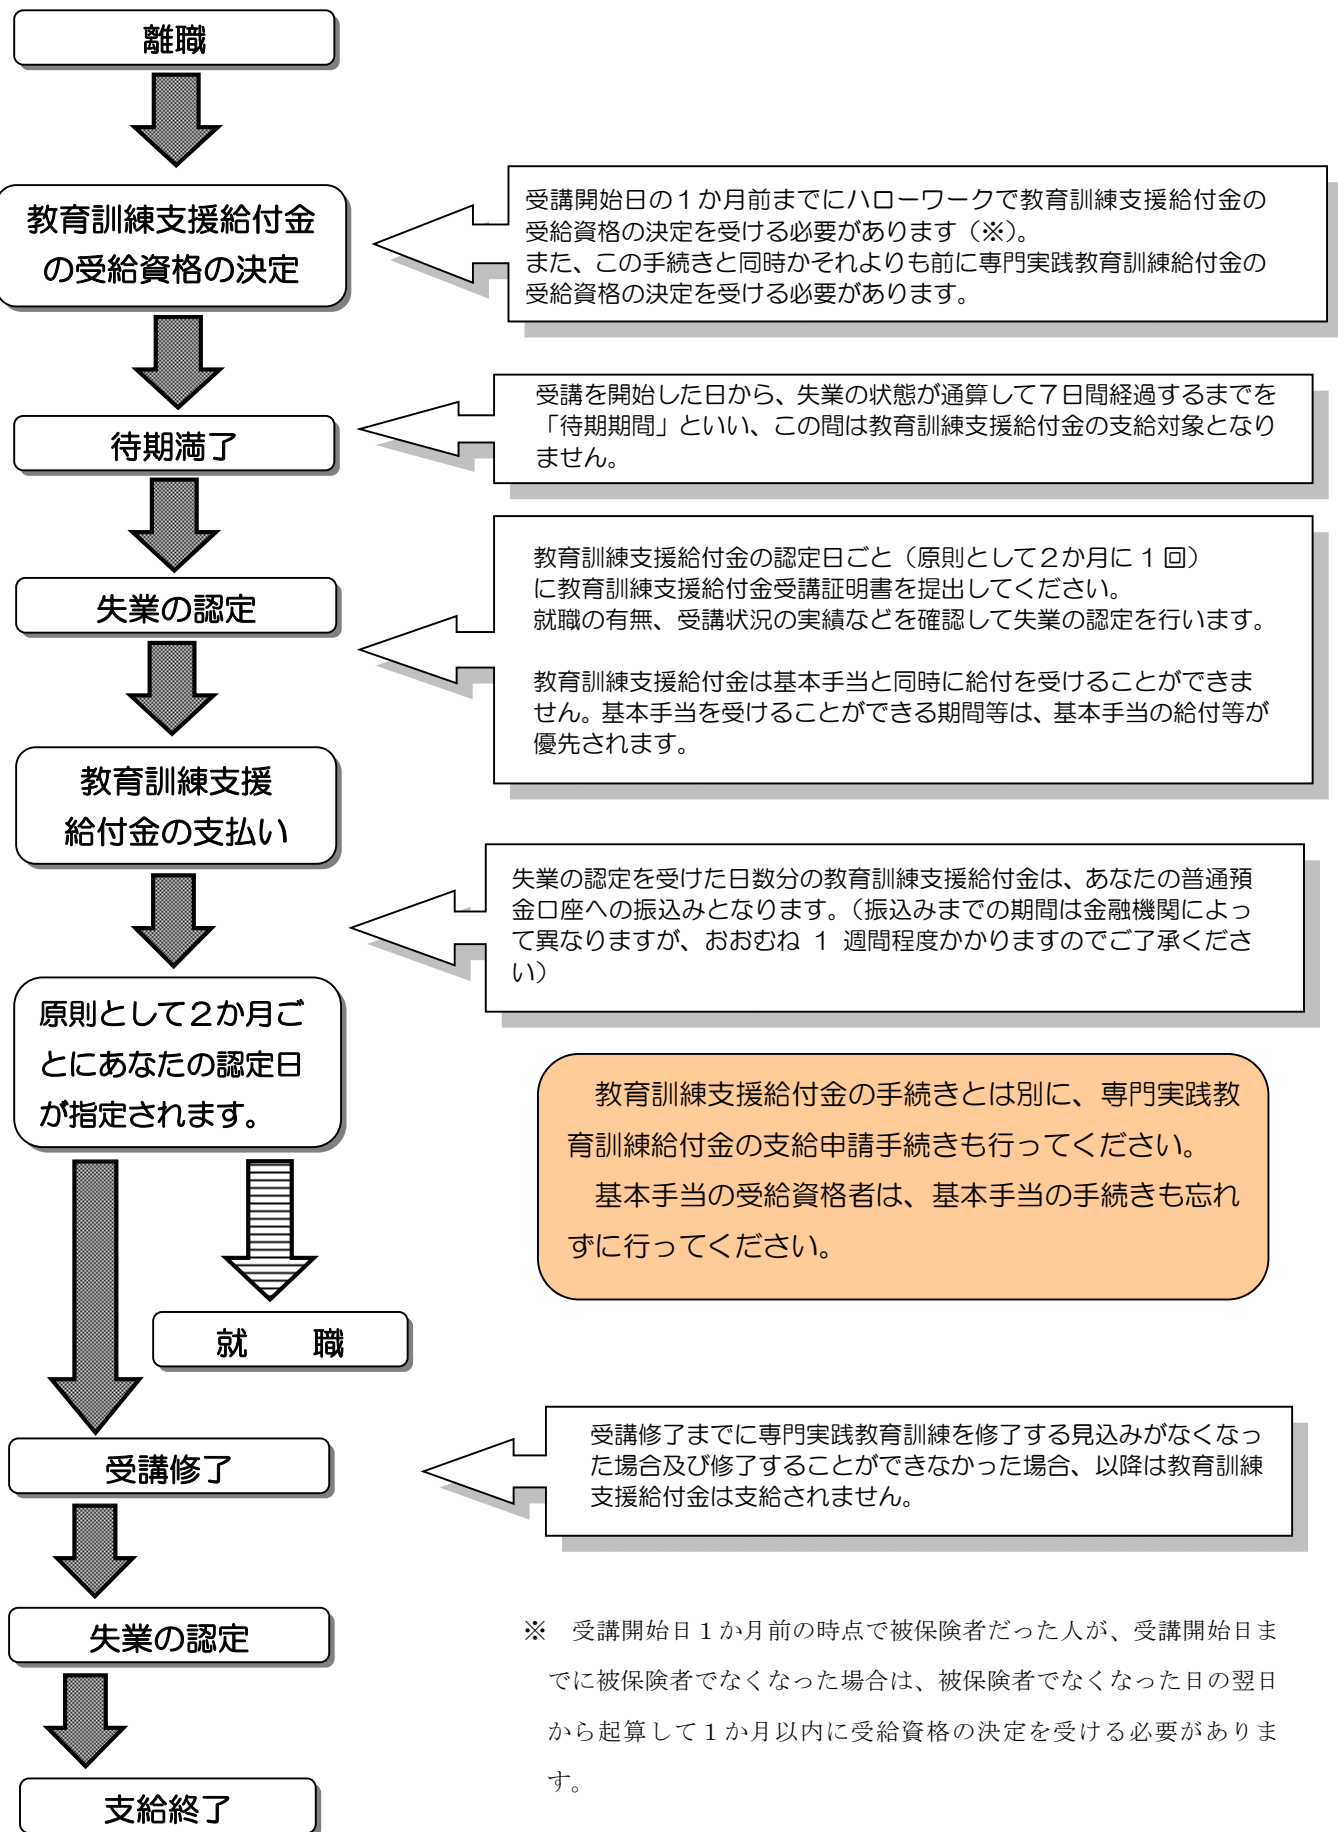 離職
教育訓練支援給付金
の受給資格の決定
受講開始日の１か月前までにハローワークで教育訓練支援給付金の
受給資格の決定を受ける必要があります（※）。
また、この手続きと同時かそれよりも前に専門実践教育訓練給付金の
受給資格の決定を受ける必要があります。
待期満了
受講を開始した日から、失業の状態が通算して７日間経過するまでを
「待期期間」といい、この間は教育訓練支援給付金の支給対象となり
ません。
失業の認定
教育訓練支援給付金の認定日ごと（原則として２か月に 1 回）
に教育訓練支援給付金受講証明書を提出してください。
就職の有無、受講状況の実績などを確認して失業の認定を行います。
教育訓練支援給付金は基本手当と同時に給付を受けることができま
せん。基本手当を受けることができる期間等は、基本手当の給付等が
優先されます。
教育訓練支援
給付金の支払い
失業の認定を受けた日数分の教育訓練支援給付金は、あなたの普通預
金口座への振込みとなります。（振込みまでの期間は金融機関によっ
て異なりますが、おおむね 1 週間程度かかりますのでご了承くださ
い）
原則として２か月ご
とにあなたの認定日
が指定されます。
教育訓練支援給付金の手続きとは別に、専門実践教
育訓練給付金の支給申請手続きも行ってください。
基本手当の受給資格者は、基本手当の手続きも忘れ
ずに行ってください。
就　職
受講修了
受講修了までに専門実践教育訓練を修了する見込みがなくなっ
た場合及び修了することができなかった場合、以降は教育訓練
支援給付金は支給されません。
失業の認定
※　受講開始日１か月前の時点で被保険者だった人が、受講開始日ま
でに被保険者でなくなった場合は、被保険者でなくなった日の翌日
から起算して１か月以内に受給資格の決定を受ける必要がありま
す。
支給終了